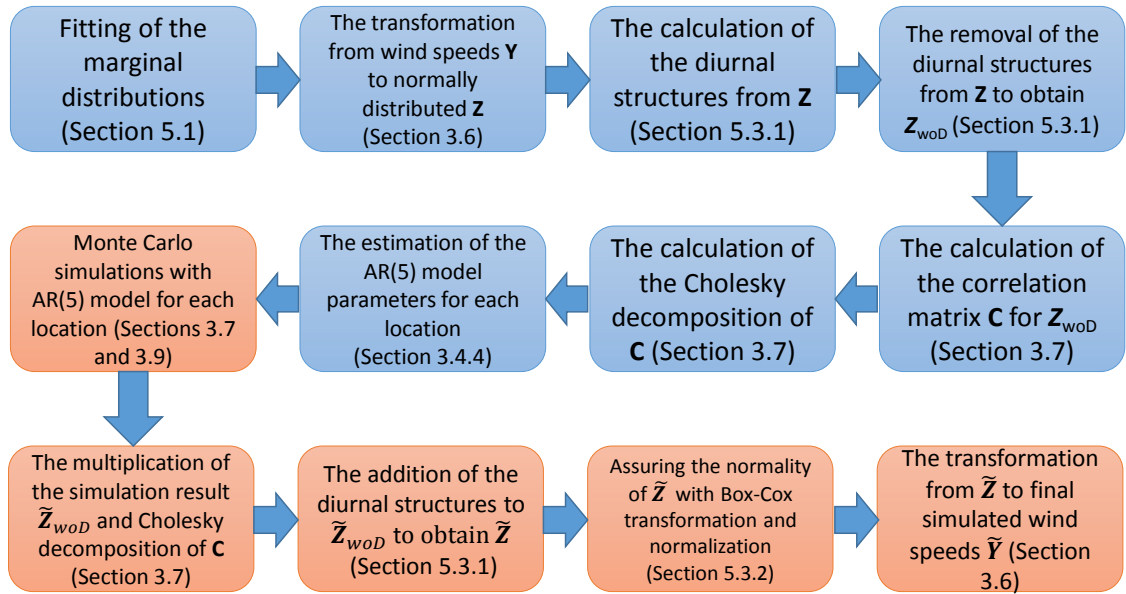 Fitting of the
marginal
distributions
(Section 5.1)
The transformation
from wind speeds Y
to normally
distributed Z
(Section 3.6)
The calculation of
the diurnal
structures from Z
(Section 5.3.1)
The removal of the
diurnal structures
from Z to obtain
Z_woD (Section 5.3.1)
The calculation of
the correlation
matrix C for Z_woD
(Section 3.7)
The calculation of
the Cholesky
decomposition of
C (Section 3.7)
The estimation of the
AR(5) model
parameters for each
location
(Section 3.4.4)
Monte Carlo
simulations with
AR(5) model for each
location (Sections 3.7
and 3.9)
The multiplication of
the simulation result
Z̃_woD and Cholesky
decomposition of C
(Section 3.7)
The addition of the
diurnal structures to
Z̃_woD to obtain Z̃
(Section 5.3.1)
Assuring the normality
of Z̃ with Box-Cox
transformation and
normalization
(Section 5.3.2)
The transformation
from Z̃ to final
simulated wind
speeds Ỹ (Section
3.6)